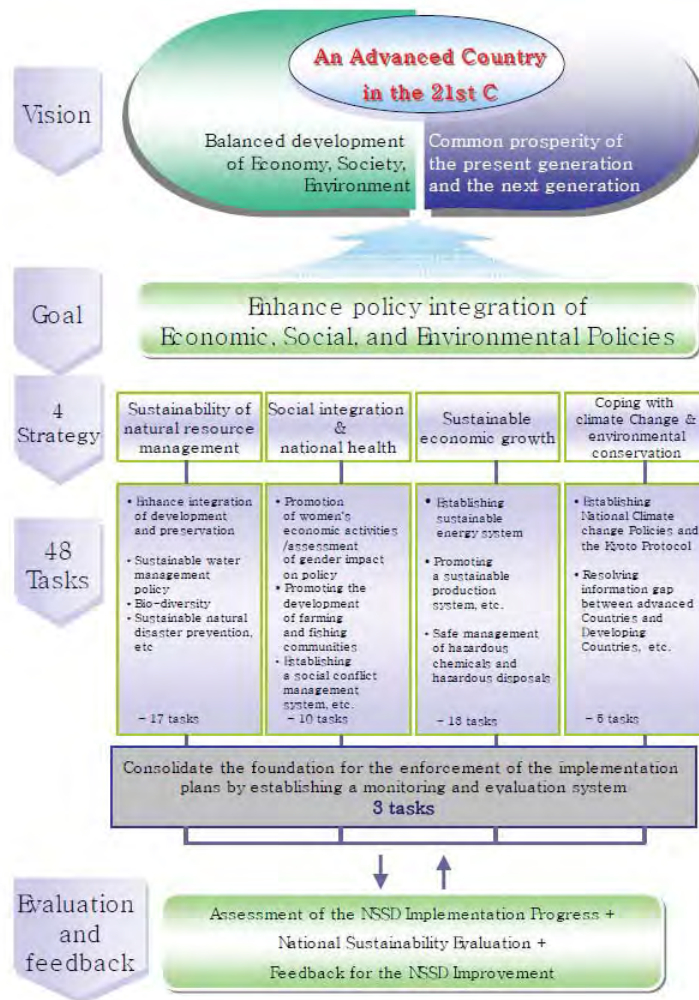 An Advanced Country
in the 21st C
Vision
Balanced development
of Economy, Society,
Environment
Common prosperity of
the present generation
and the next generation
Goal
Enhance policy integration of
Economic, Social, and Environmental Policies
4
Strategy
Sustainability of
natural resource
management
Social integration
&
national health
Sustainable
economic growth
Coping with
climate Change &
environmental
conservation
48
Tasks
• Enhance integration
of development
and preservation
• Sustainable water
management
policy
• Bio-diversity
• Sustainable natural
disaster prevention,
etc
- 17 tasks
• Promotion
of women's
economic activities
/assessment
of gender impact
on policy
• Promoting the
development
of farming
and fishing
communities
• Establishing
a social conflict
management
system, etc.
- 10 tasks
• Establishing
sustainable
energy system
• Promoting
a sustainable
production
system, etc.
• Safe management
of hazardous
chemicals and
hazardous disposals
- tasks
• Establishing
National Climate
change Policies and
the Kyoto Protocol
• Resolving
information gap
between advanced
Countries and
Developing
Countries, etc.
- tasks
Consolidate the foundation for the enforcement of the implementation
plans by establishing a monitoring and evaluation system
3 tasks
Evaluation
and
feedback
Assessment of the NSSD Implementation Progress +
National Sustainability Evaluation +
Feedback for the NSSD Improvement